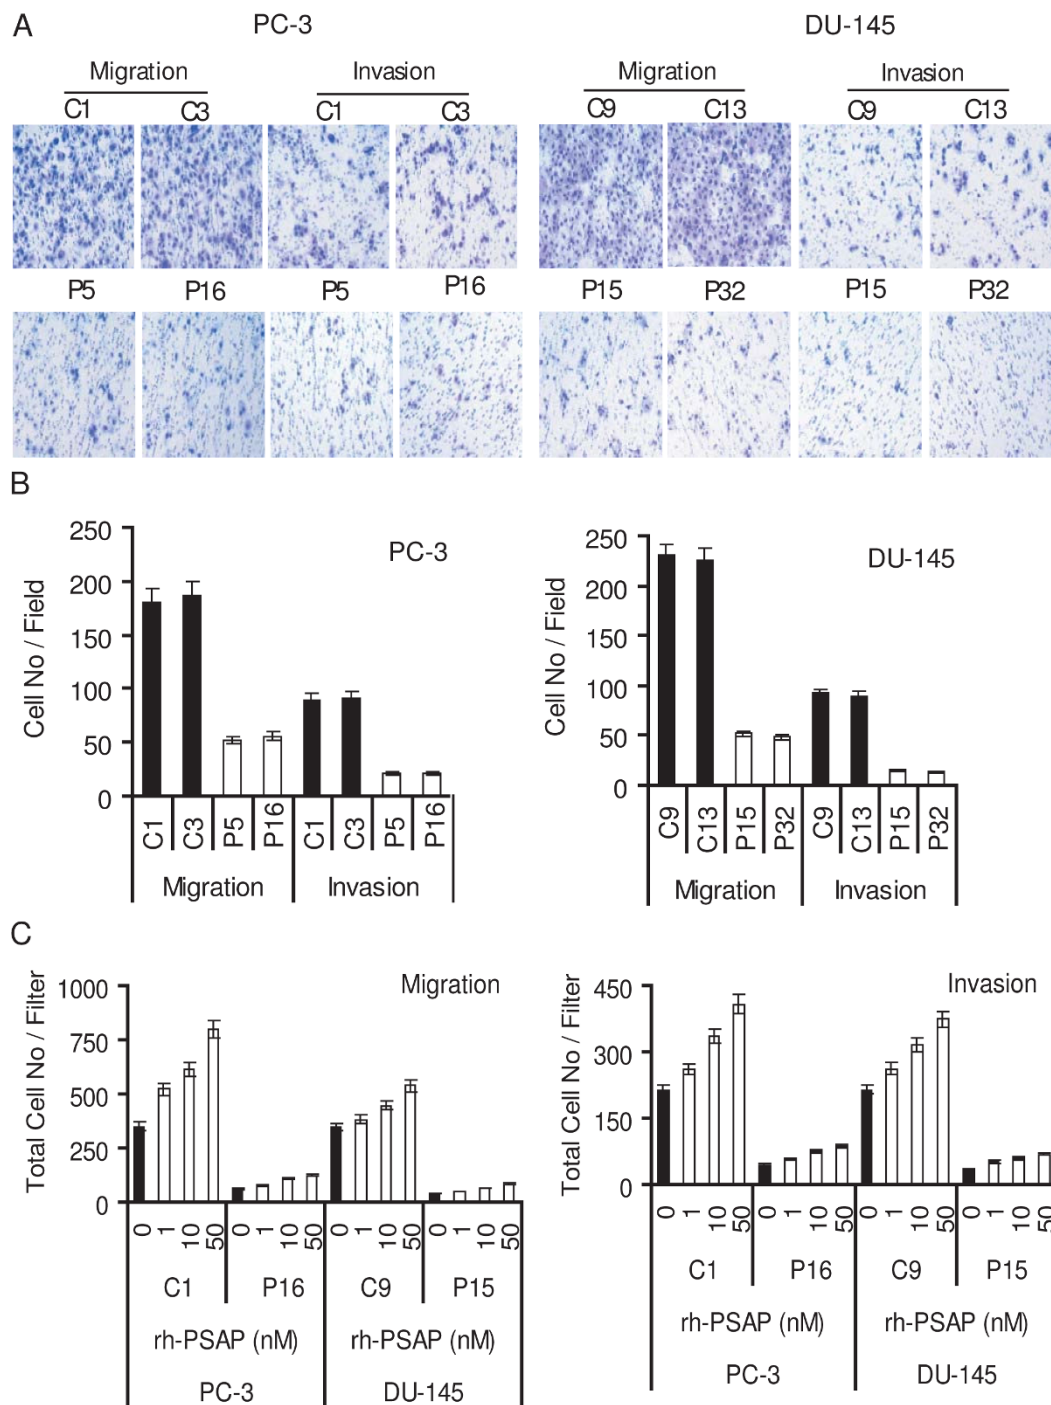 A PC-3 DU-145
Migration Invasion Migration Invasion
C1 C3 C1 C3 C9 C13 C9 C13
P5 P16 P5 P16 P15 P32 P15 P32
B
PC-3
Cell No / Field
250
200
150
100
50
0
C1 C3 P5 P16 C1 C3 P5 P16
Migration Invasion
DU-145
Cell No / Field
250
200
150
100
50
0
C9 C13 P15 P32 C9 C13 P15 P32
Migration Invasion
C
Migration
Total Cell No / Filter
1000
750
500
250
0
0 1 10 50 0 1 10 50 0 1 10 50 0 1 10 50
C1 P16 C9 P15
rh-PSAP (nM) rh-PSAP (nM)
PC-3 DU-145
Invasion
Total Cell No / Filter
450
300
150
0
0 1 10 50 0 1 10 50 0 1 10 50 0 1 10 50
C1 P16 C9 P15
rh-PSAP (nM) rh-PSAP (nM)
PC-3 DU-145